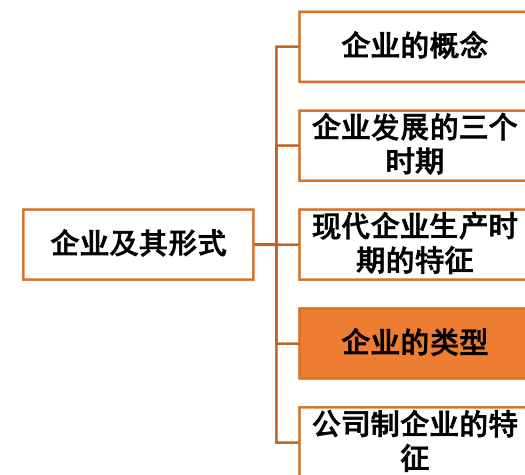 企业的概念
企业发展的三个
时期
现代企业生产时
期的特征
企业及其形式
企业的类型
公司制企业的特
征